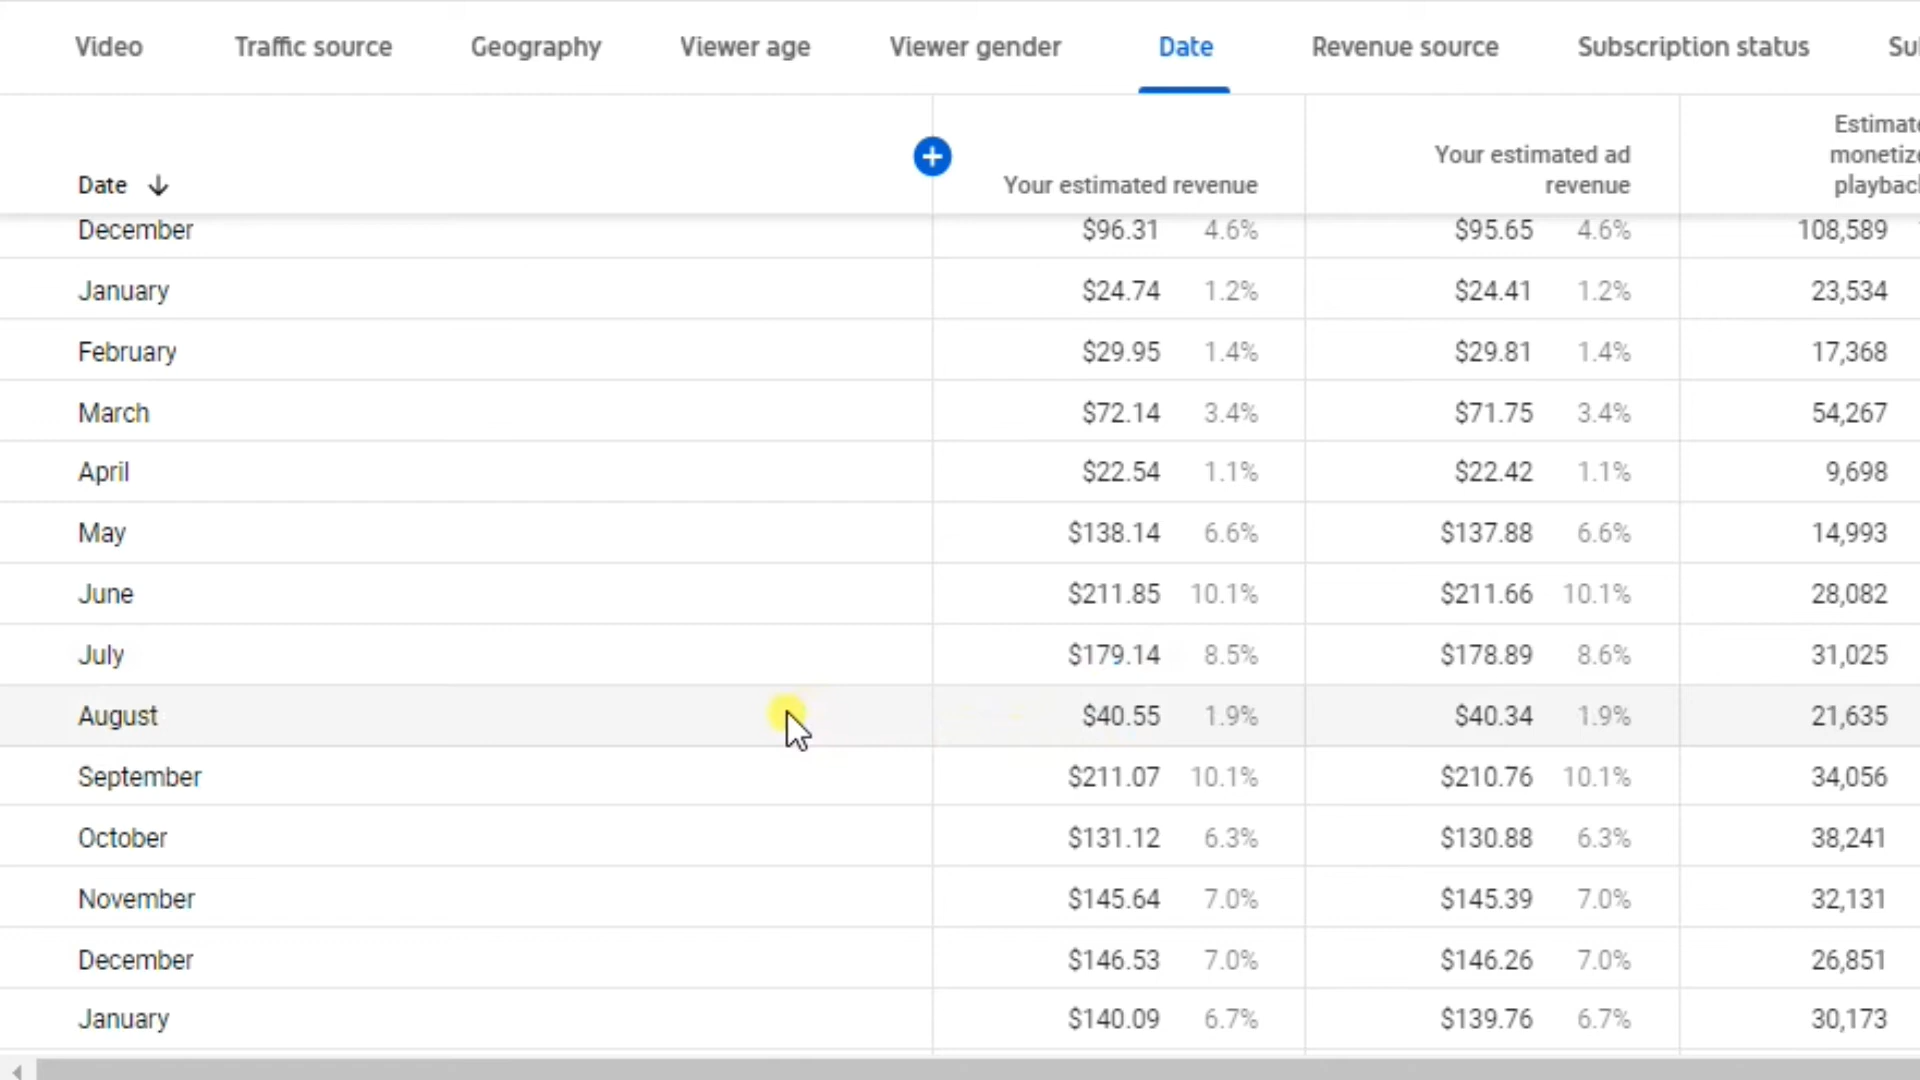 Video Traffic source Geography Viewer age Viewer gender Date Revenue source Subscription status
Date Your estimated revenue Your estimated ad revenue
December $96.31 4.6% $95.65 4.6% 108,589
January $24.74 1.2% $24.41 1.2% 23,534
February $29.95 1.4% $29.81 1.4% 17,368
March $72.14 3.4% $71.75 3.4% 54,267
April $22.54 1.1% $22.42 1.1% 9,698
May $138.14 6.6% $137.88 6.6% 14,993
June $211.85 10.1% $211.66 10.1% 28,082
July $179.14 8.5% $178.89 8.6% 31,025
August $40.55 1.9% $40.34 1.9% 21,635
September $211.07 10.1% $210.76 10.1% 34,056
October $131.12 6.3% $130.88 6.3% 38,241
November $145.64 7.0% $145.39 7.0% 32,131
December $146.53 7.0% $146.26 7.0% 26,851
January $140.09 6.7% $139.76 6.7% 30,173